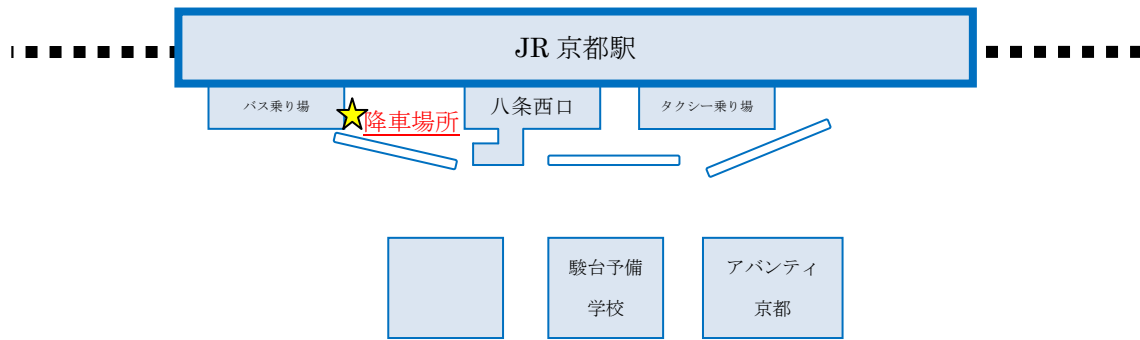 JR 京都駅
バス乗り場
降車場所
八条西口
タクシー乗り場
駿台予備
学校
アバンティ
京都